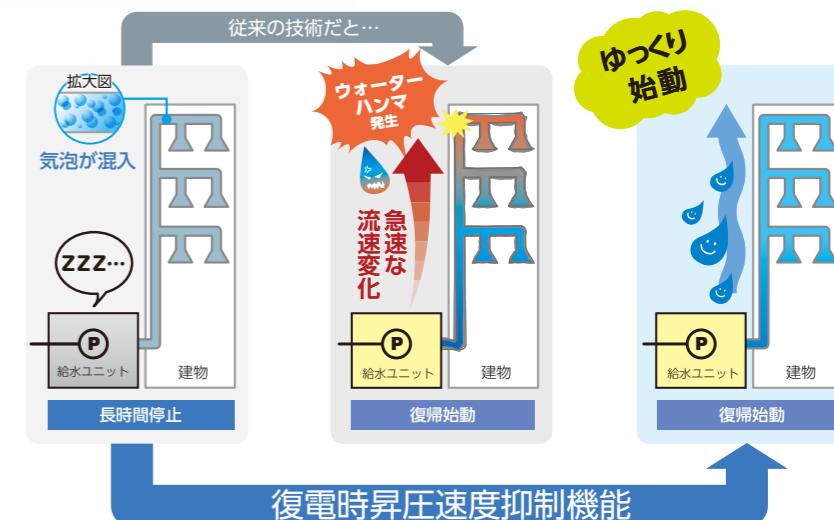 従来の技術だと…
拡大図
気泡が混入
ZZZ…
P
給水ユニット
建物
長時間停止
ウォーター
ハンマ
発生
急速な
流速変化
P
給水ユニット
建物
復帰始動
ゆっくり
始動
P
給水ユニット
建物
復帰始動
復電時昇圧速度抑制機能